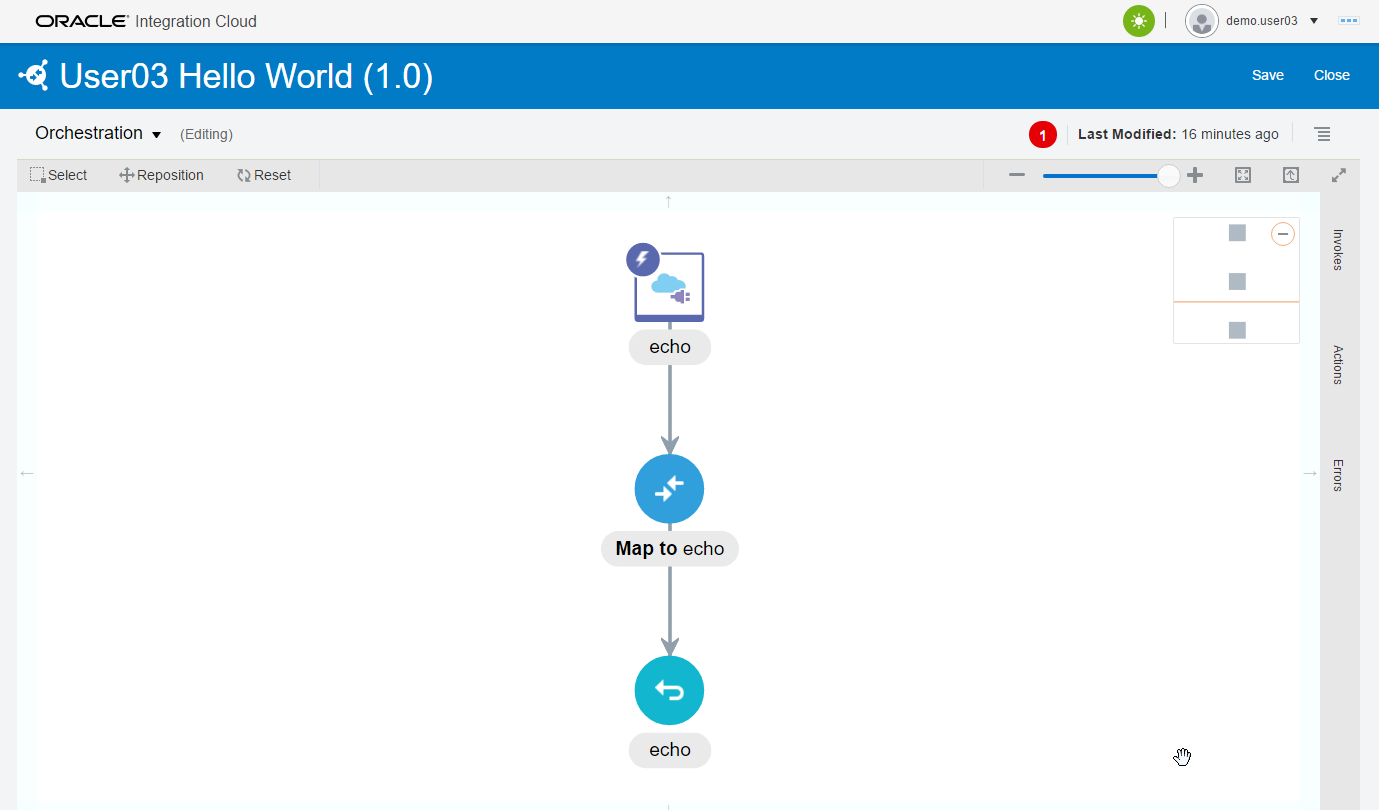 ORACLE Integration Cloud
demo.user03
User03 Hello World (1.0)
Save
Close
Orchestration
(Editing)
1
Last Modified: 16 minutes ago
Select
Reposition
Reset
echo
Map to echo
echo
Invokes
Actions
Errors